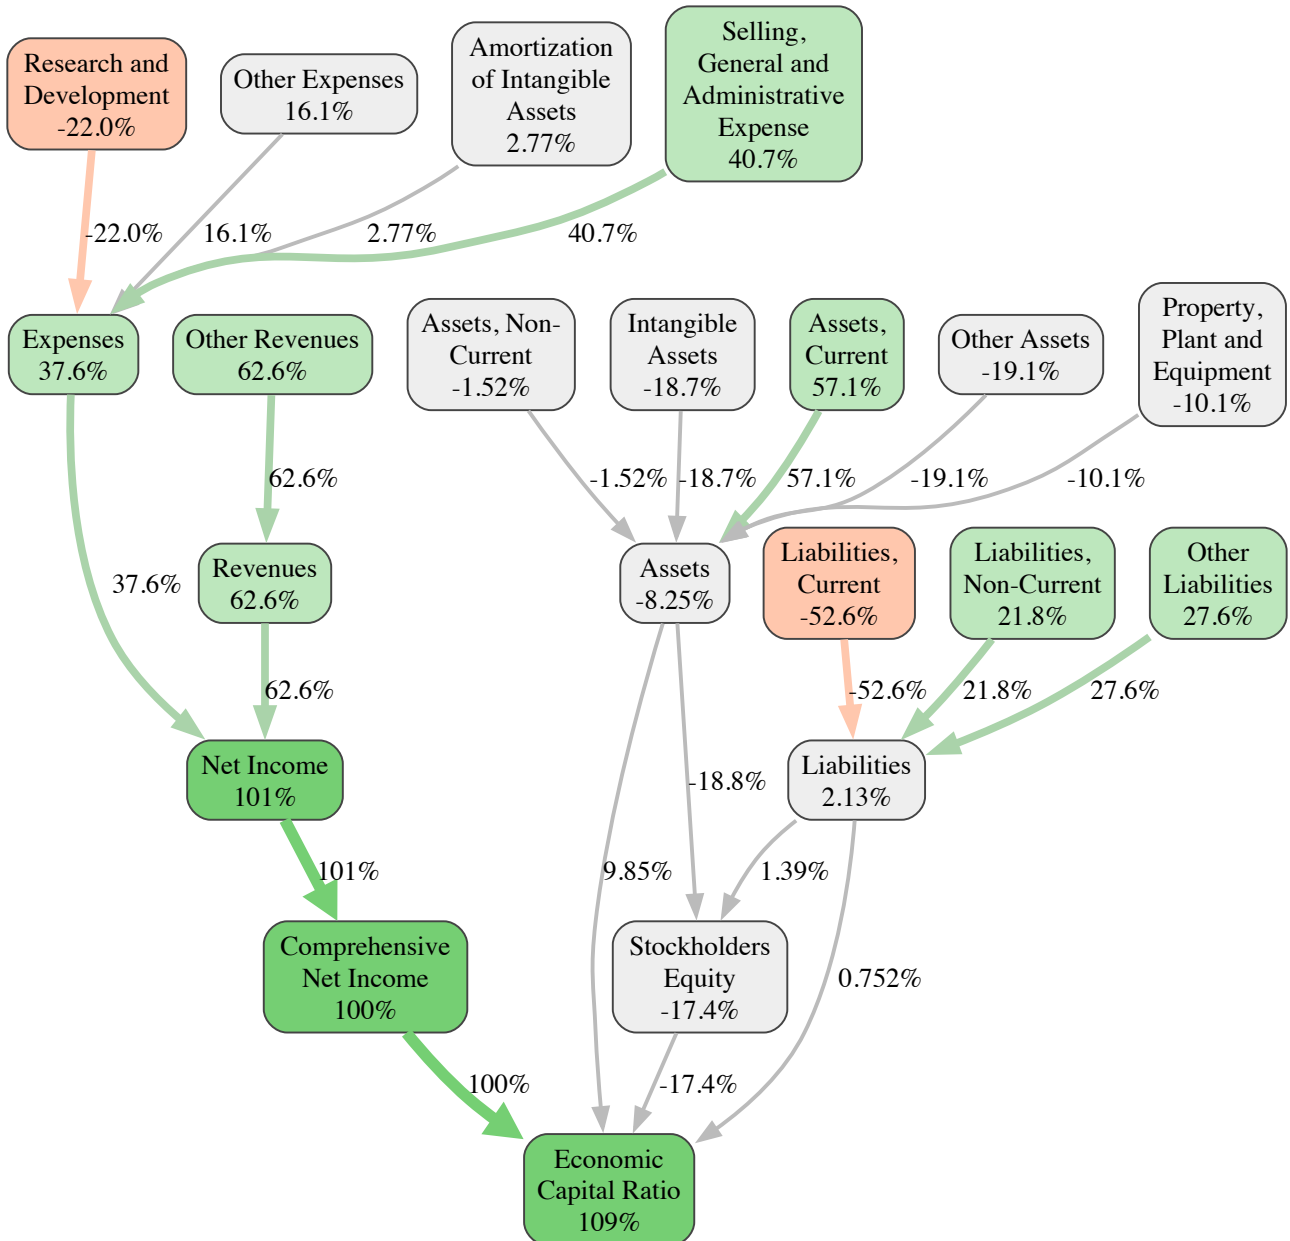 Research and
Development
-22.0%
Other Expenses
16.1%
Amortization
of Intangible
Assets
2.77%
Selling,
General and
Administrative
Expense
40.7%
-22.0%
16.1%
2.77%
40.7%
Expenses
37.6%
Other Revenues
62.6%
Assets, Non-
Current
-1.52%
Intangible
Assets
-18.7%
Assets,
Current
57.1%
Other Assets
-19.1%
Property,
Plant and
Equipment
-10.1%
62.6%
-1.52%
-18.7%
57.1%
-19.1%
-10.1%
37.6%
Revenues
62.6%
Assets
-8.25%
Liabilities,
Current
-52.6%
Liabilities,
Non-Current
21.8%
Other
Liabilities
27.6%
62.6%
-52.6%
21.8%
27.6%
Net Income
101%
-18.8%
Liabilities
2.13%
101%
9.85%
1.39%
Comprehensive
Net Income
100%
Stockholders
Equity
-17.4%
0.752%
100%
-17.4%
Economic
Capital Ratio
109%